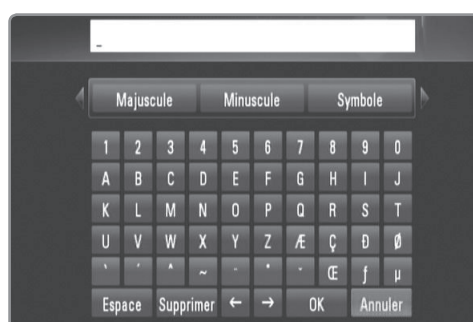 _
Majuscule Minuscule Symbole
1 2 3 4 5 6 7 8 9 0
A B C D E F G H I J
K L M N O P Q R S T
U V W X Y Z Æ Ç Ð Ø
` ´ ^ ~ ¨ ° - Œ ƒ µ
Espace Supprimer ← → OK Annuler